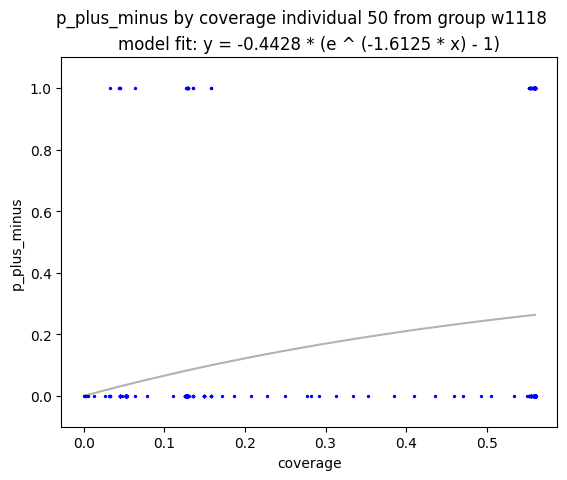 p_plus_minus by coverage individual 50 from group w1118
model fit: y = -0.4428 * (e ^ (-1.6125 * x) - 1)
1.0
0.8
0.6
0.4
0.2
0.0
p_plus_minus
0.0 0.1 0.2 0.3 0.4 0.5
coverage